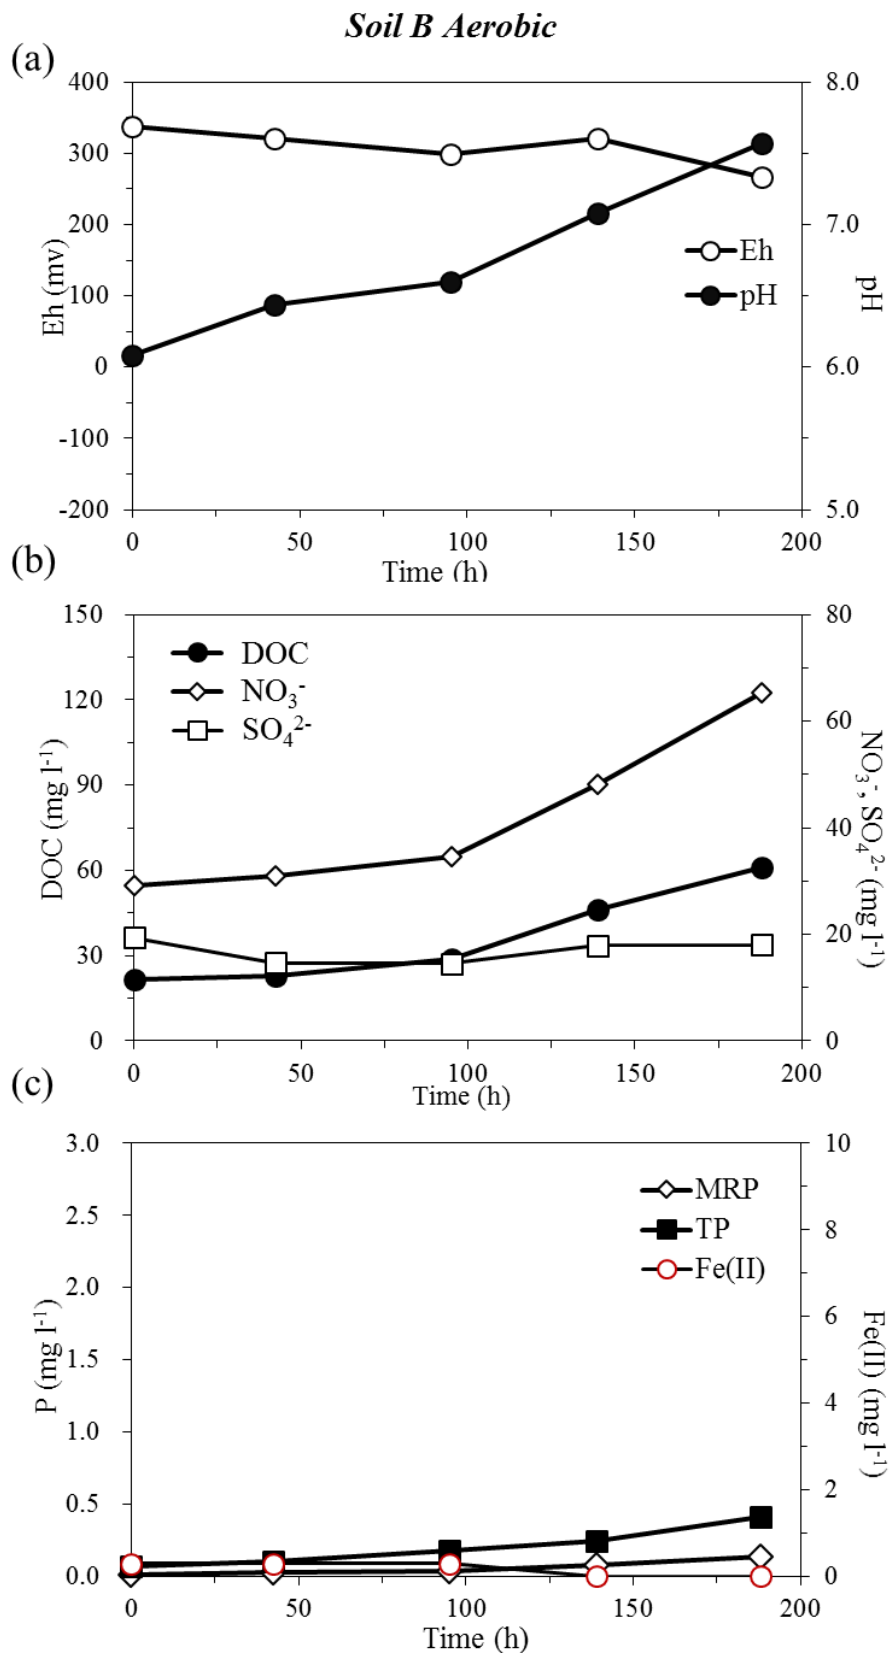 Soil B Aerobic
(a)
400
300
200
100
0
-100
-200
Eh (mv)
8.0
7.0
6.0
5.0
pH
Eh
pH
0
50
100
150
200
Time (h)
(b)
150
120
90
60
30
0
DOC (mg l⁻¹)
80
60
40
20
0
NO₃⁻, SO₄²⁻ (mg l⁻¹)
DOC
NO₃⁻
SO₄²⁻
0
50
100
150
200
Time (h)
(c)
3.0
2.5
2.0
1.5
1.0
0.5
0.0
P (mg l⁻¹)
10
8
6
4
2
0
Fe(II) (mg l⁻¹)
MRP
TP
Fe(II)
0
50
100
150
200
Time (h)